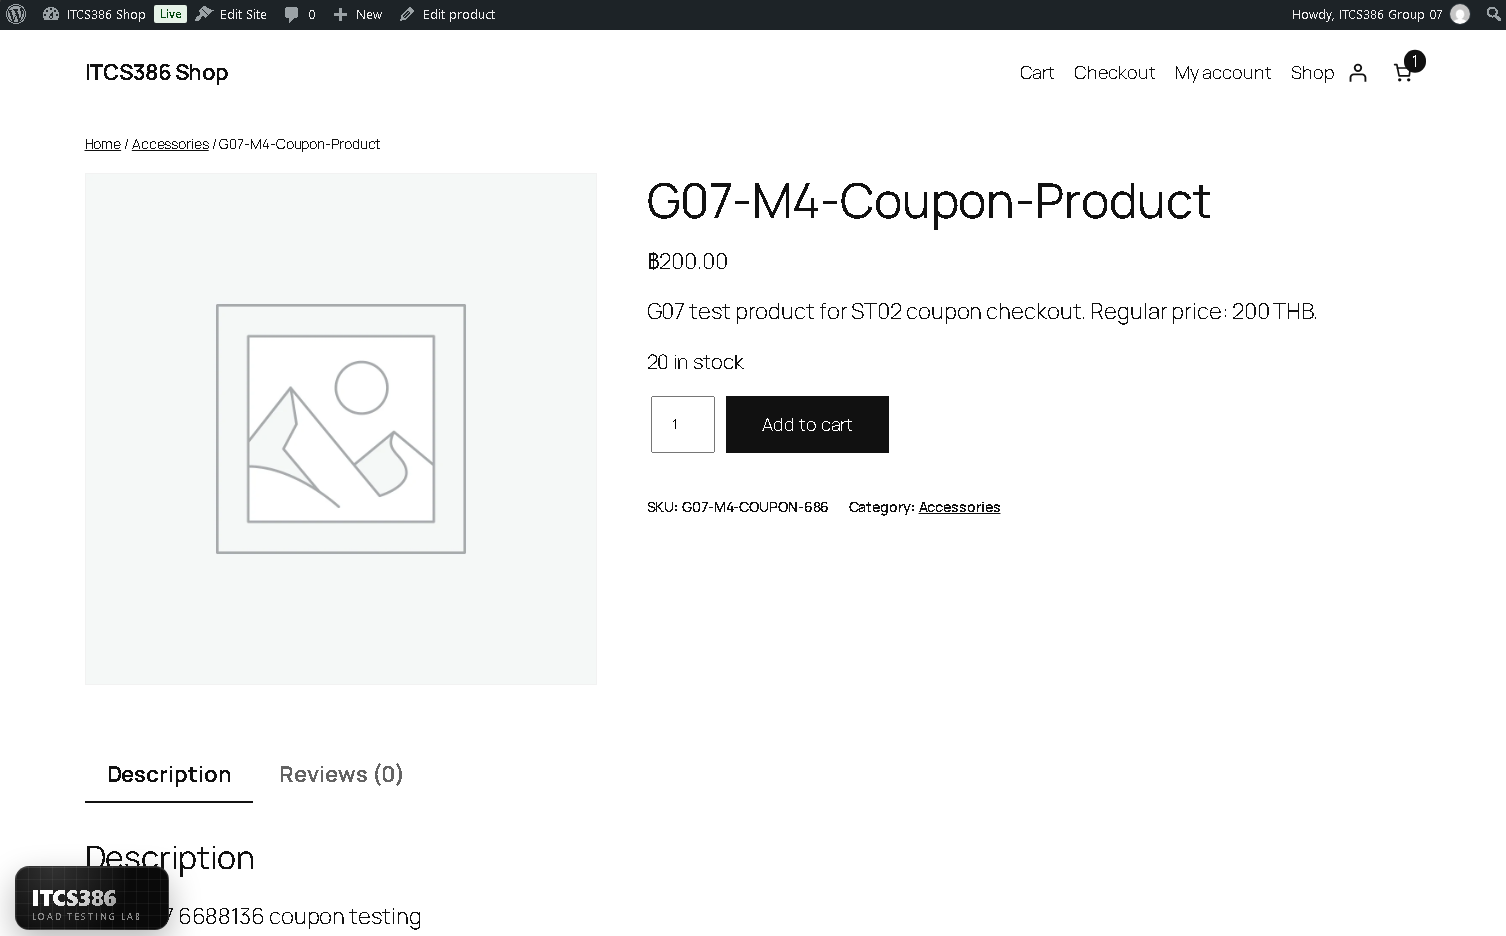 ITCS386 Shop Live Edit Site 0 New Edit product Howdy, ITCS386 Group 07
ITCS386 Shop
Cart Checkout My account Shop 1
Home / Accessories / G07-M4-Coupon-Product
G07-M4-Coupon-Product
฿200.00
G07 test product for ST02 coupon checkout. Regular price: 200 THB.
20 in stock
1 Add to cart
SKU: G07-M4-COUPON-686 Category: Accessories
Description Reviews (0)
Description
6688136 coupon testing
ITCS386
LOAD TESTING LAB